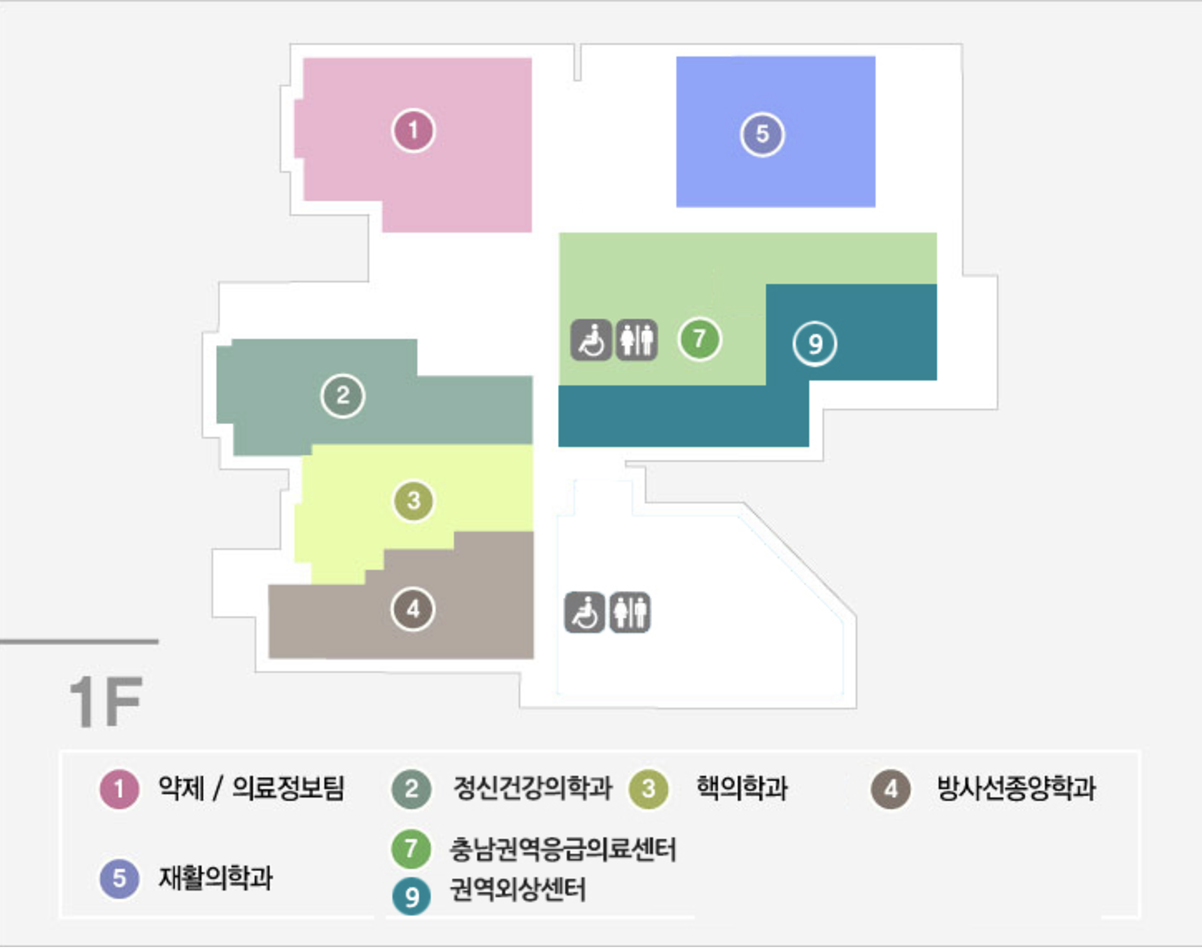 1
5
7
9
2
3
4
1F
1 약제 / 의료정보팀
2 정신건강의학과
3 핵의학과
4 방사선종양학과
5 재활의학과
7 충남권역응급의료센터
9 권역외상센터